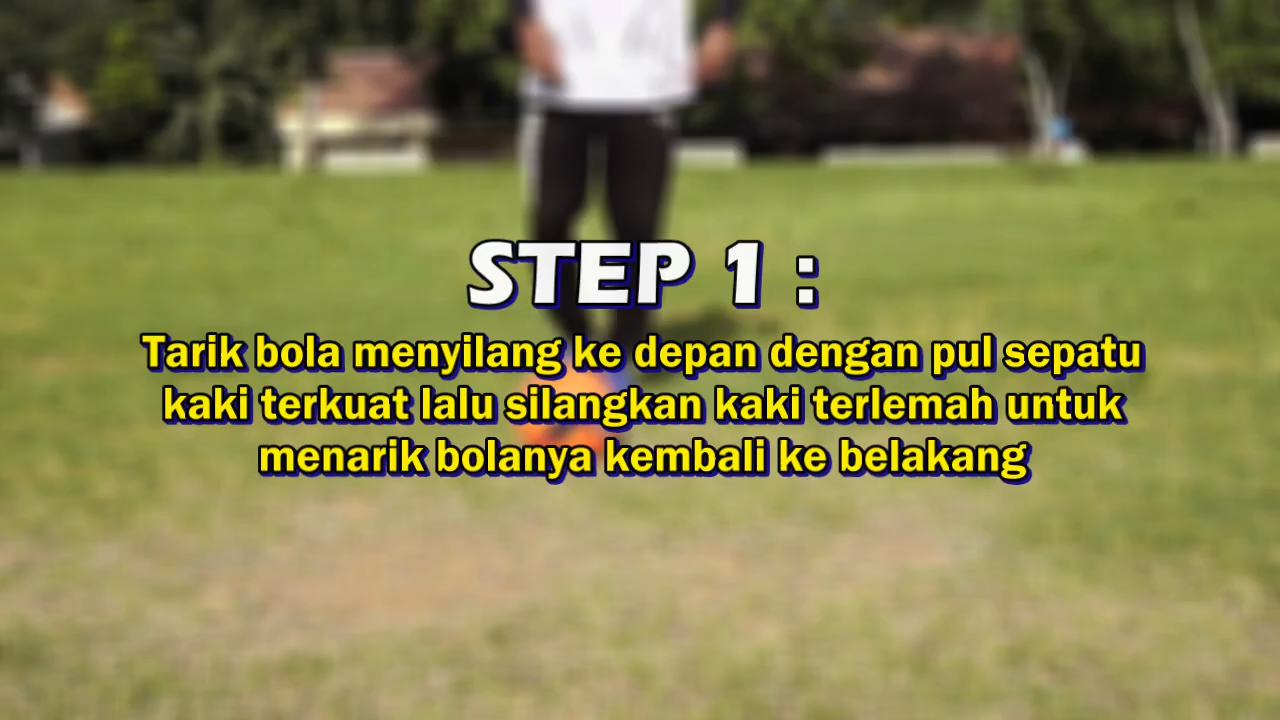 STEP 1 :
Tarik bola menyilang ke depan dengan pul sepatu
kaki terkuat lalu silangkan kaki terlemah untuk
menarik bolanya kembali ke belakang